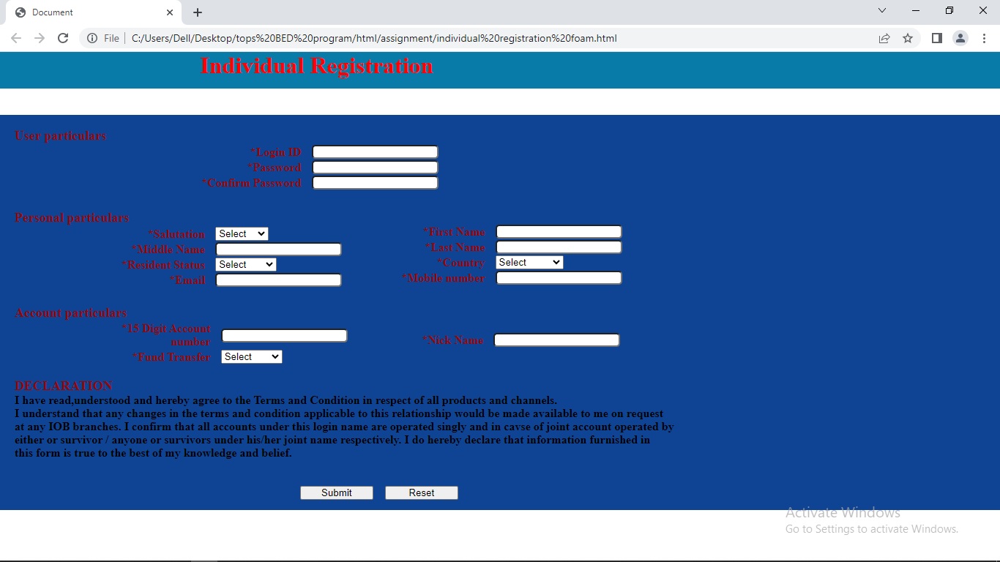 Document
File C:/Users/Dell/Desktop/tops%20BED%20program/html/assignment/individual%20registration%20foam.html
Individual Registration
User particulars
*Login ID
*Password
*Confirm Password
Personal particulars
*Salutation Select *First Name
*Middle Name *Last Name
*Resident Status Select *Country Select
*Email *Mobile number
Account particulars
*15 Digit Account
number *Nick Name
*Fund Transfer Select
DECLARATION
I have read,understood and hereby agree to the Terms and Condition in respect of all products and channels.
I understand that any changes in the terms and condition applicable to this relationship would be made available to me on request
at any IOB branches. I confirm that all accounts under this login name are operated singly and in cavse of joint account operated by
either or survivor / anyone or survivors under his/her joint name respectively. I do hereby declare that information furnished in
this form is true to the best of my knowledge and belief.
Submit Reset
Activate Windows
Go to Settings to activate Windows.